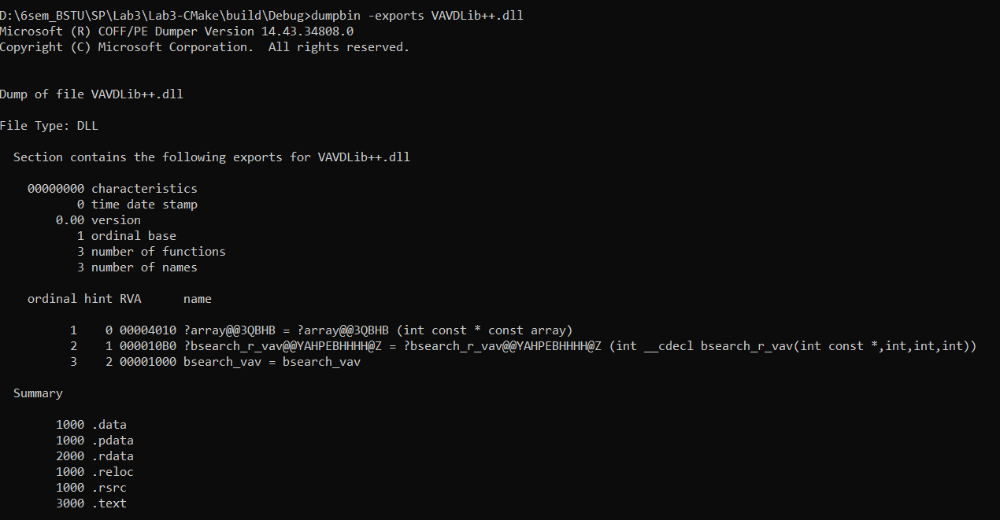 D:\6sem_BSTU\SP\Lab3\Lab3-CMake\build\Debug>dumpbin -exports VAVDLib++.dll
Microsoft (R) COFF/PE Dumper Version 14.43.34808.0
Copyright (C) Microsoft Corporation.  All rights reserved.


Dump of file VAVDLib++.dll

File Type: DLL

  Section contains the following exports for VAVDLib++.dll

    00000000 characteristics
           0 time date stamp
        0.00 version
           1 ordinal base
           3 number of functions
           3 number of names

    ordinal hint RVA      name

          1    0 00004010 ?array@@3QBHB = ?array@@3QBHB (int const * const array)
          2    1 000010B0 ?bsearch_r_vav@@YAHPEBHHHH@Z = ?bsearch_r_vav@@YAHPEBHHHH@Z (int __cdecl bsearch_r_vav(int const *,int,int,int))
          3    2 00001000 bsearch_vav = bsearch_vav

  Summary

        1000 .data
        1000 .pdata
        2000 .rdata
        1000 .reloc
        1000 .rsrc
        3000 .text